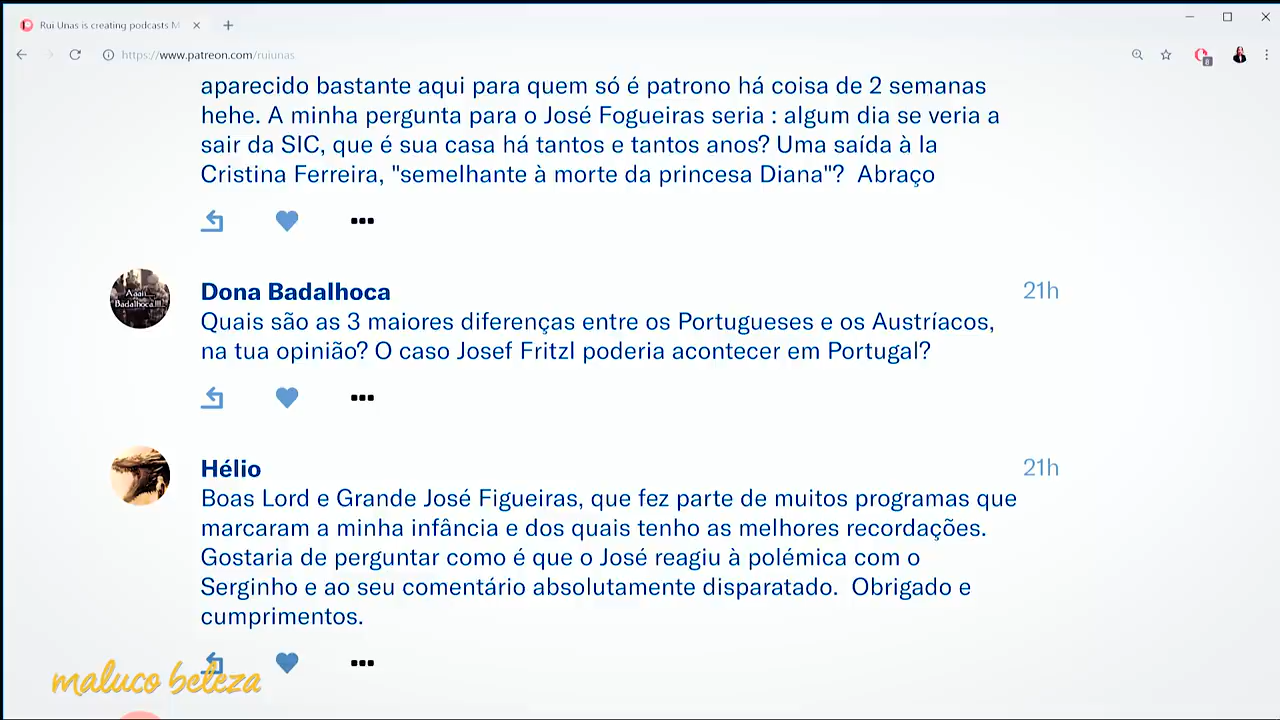 Rui Unas is creating podcasts M
https://www.patreon.com/ruiunas
8
aparecido bastante aqui para quem só é patrono há coisa de 2 semanas
hehe. A minha pergunta para o José Fogueiras seria : algum dia se veria a
sair da SIC, que é sua casa há tantos e tantos anos? Uma saída à la
Cristina Ferreira, "semelhante à morte da princesa Diana"?  Abraço
Dona Badalhoca
21h
Aaaii
Badalhoca!!!
Quais são as 3 maiores diferenças entre os Portugueses e os Austríacos,
na tua opinião? O caso Josef Fritzl poderia acontecer em Portugal?
Hélio
21h
Boas Lord e Grande José Figueiras, que fez parte de muitos programas que
marcaram a minha infância e dos quais tenho as melhores recordações.
Gostaria de perguntar como é que o José reagiu à polémica com o
Serginho e ao seu comentário absolutamente disparatado.  Obrigado e
cumprimentos.
maluco beleza